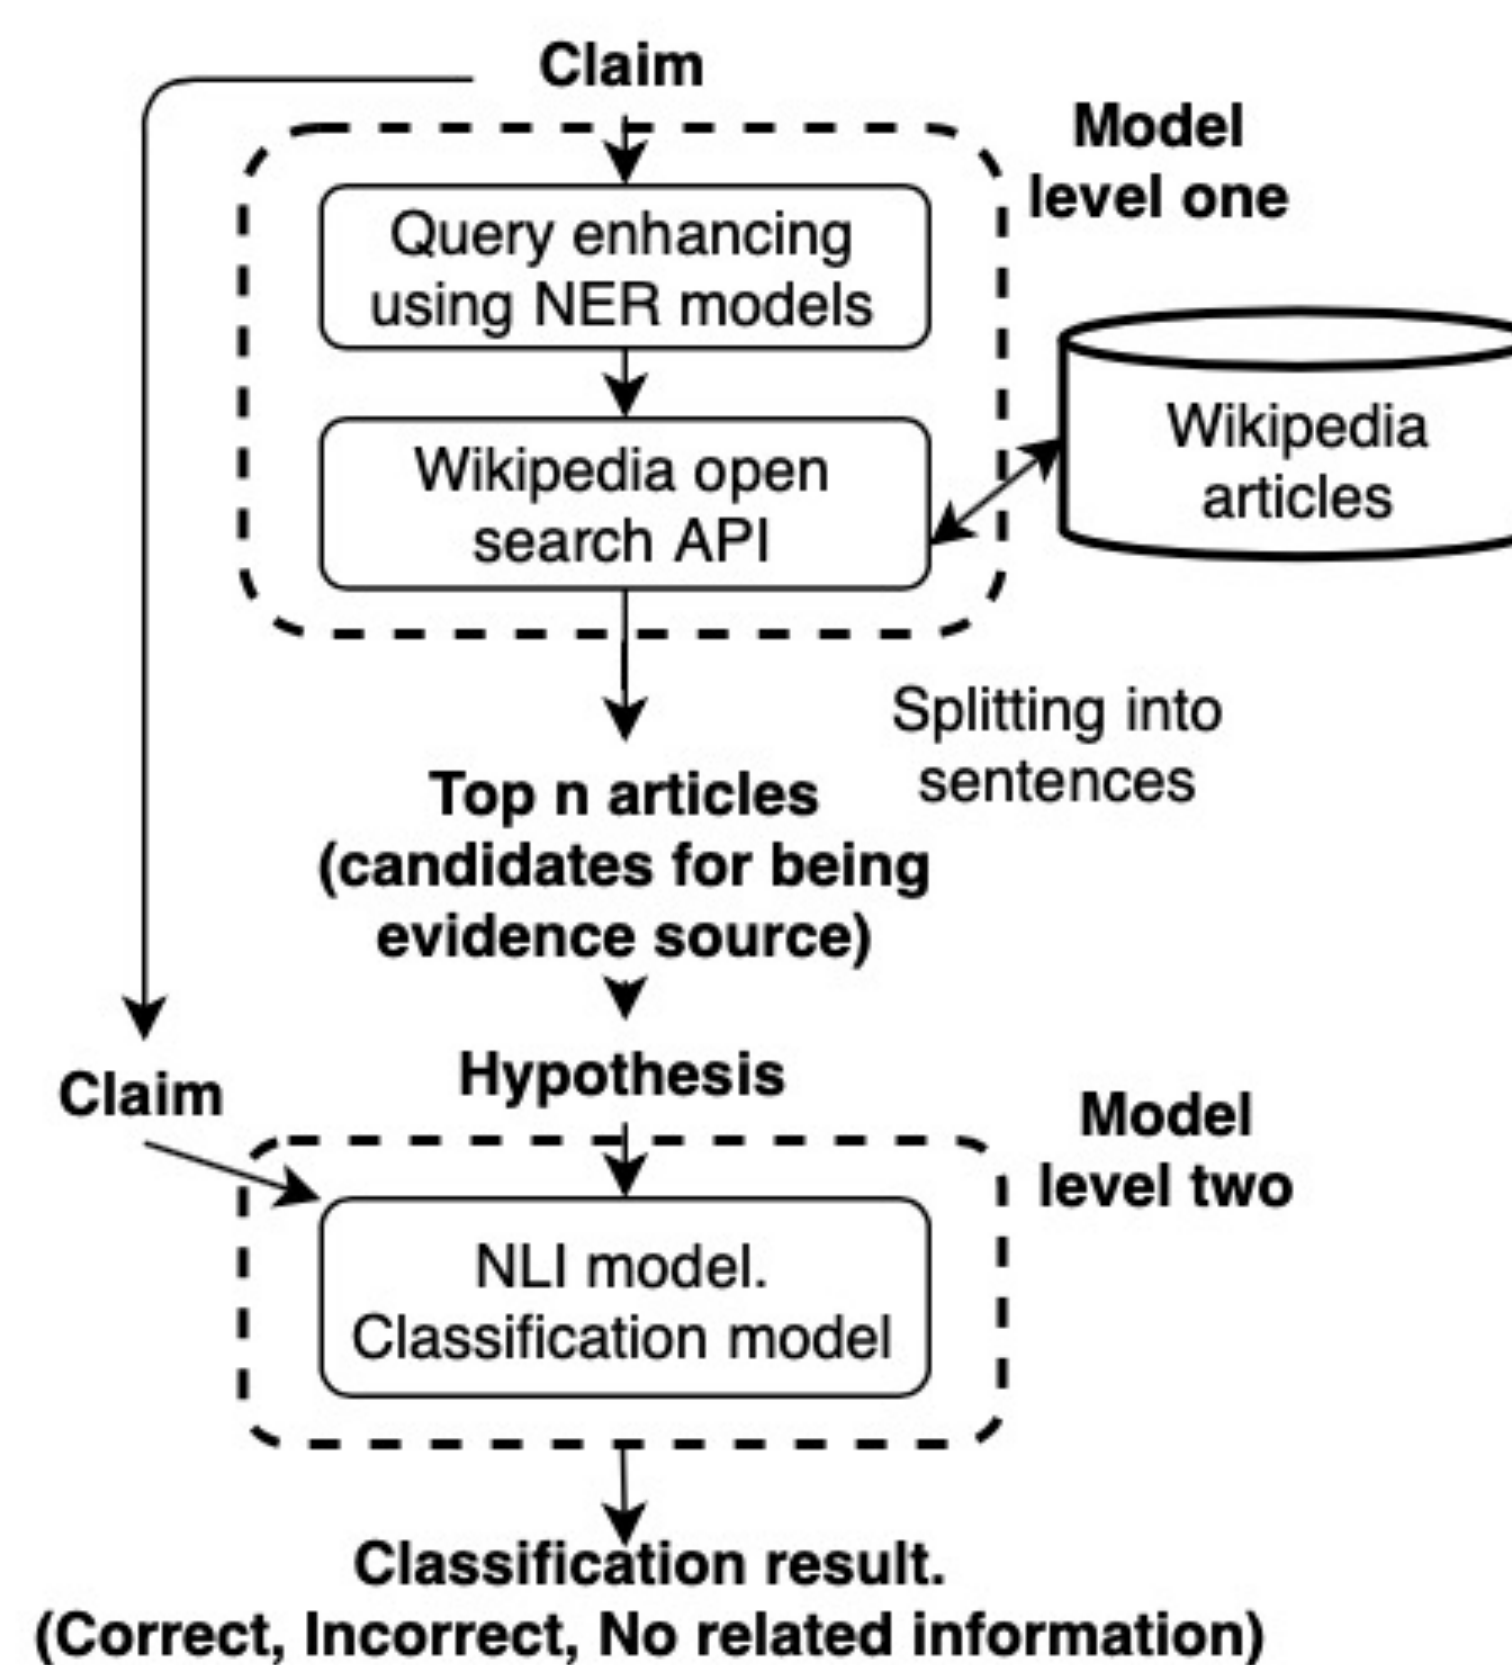 Claim
Model
level one
Query enhancing
using NER models
Wikipedia open
search API
Wikipedia
articles
Splitting into
sentences
Top n articles
(candidates for being
evidence source)
Claim
Hypothesis
Model
level two
NLI model.
Classification model
Classification result.
(Correct, Incorrect, No related information)